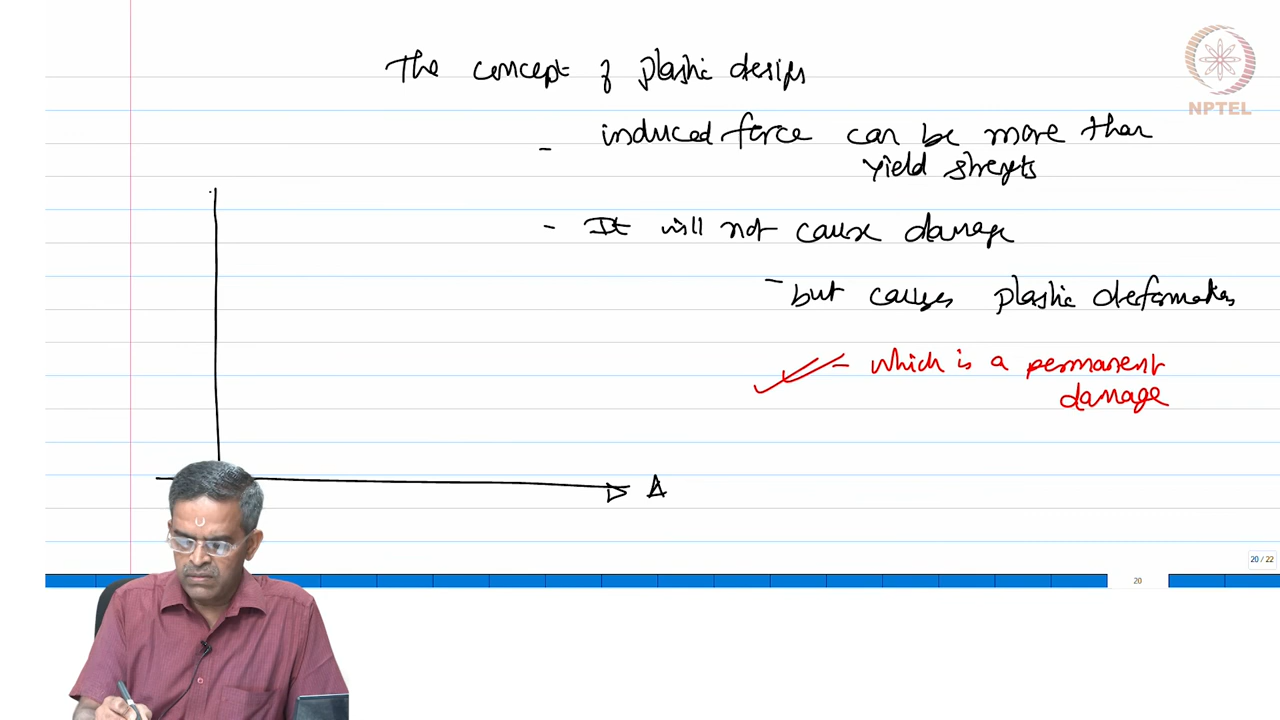 The concept of plastic design
- induced force can be more than
yield strength
- It will not cause damage
- but causes plastic deformation
- which is a permanent
damage
Δ
NPTEL
20 / 22
20